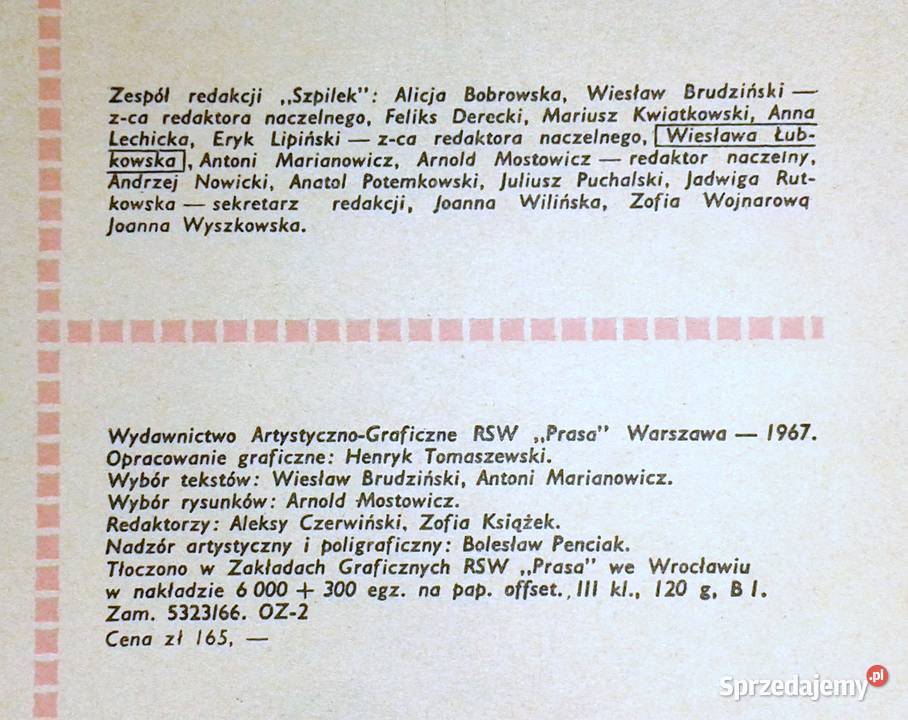 Zespół redakcji „Szpilek”: Alicja Bobrowska, Wiesław Brudziński —
z-ca redaktora naczelnego, Feliks Derecki, Mariusz Kwiatkowski, Anna
Lechicka, Eryk Lipiński — z-ca redaktora naczelnego, Wiesława Łub-
kowska, Antoni Marianowicz, Arnold Mostowicz — redaktor naczelny,
Andrzej Nowicki, Anatol Potemkowski, Juliusz Puchalski, Jadwiga Rut-
kowska — sekretarz redakcji, Joanna Wilińska, Zofia Wojnarową
Joanna Wyszkowska.
Wydawnictwo Artystyczno-Graficzne RSW „Prasa” Warszawa — 1967.
Opracowanie graficzne: Henryk Tomaszewski.
Wybór tekstów: Wiesław Brudziński, Antoni Marianowicz.
Wybór rysunków: Arnold Mostowicz.
Redaktorzy: Aleksy Czerwiński, Zofia Książek.
Nadzór artystyczny i poligraficzny: Bolesław Penciak.
Tłoczono w Zakładach Graficznych RSW „Prasa” we Wrocławiu
w nakładzie 6 000 + 300 egz. na pap. offset., III kl., 120 g, B I.
Zam. 5323/66. OZ-2
Cena zł 165, —
Sprzedajemy.pl